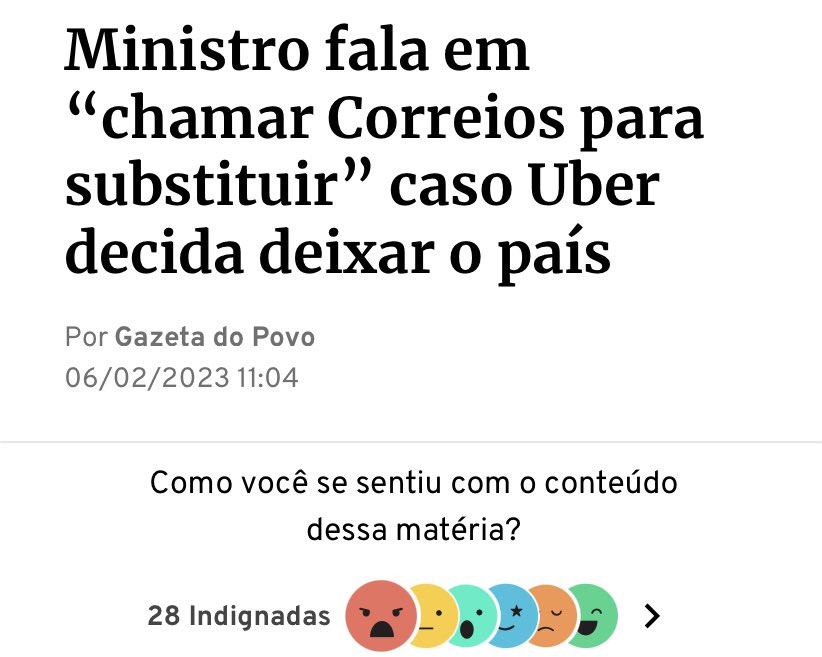 Ministro fala em
“chamar Correios para
substituir” caso Uber
decida deixar o país
Por Gazeta do Povo
06/02/2023 11:04
Como você se sentiu com o conteúdo
dessa matéria?
28 Indignadas